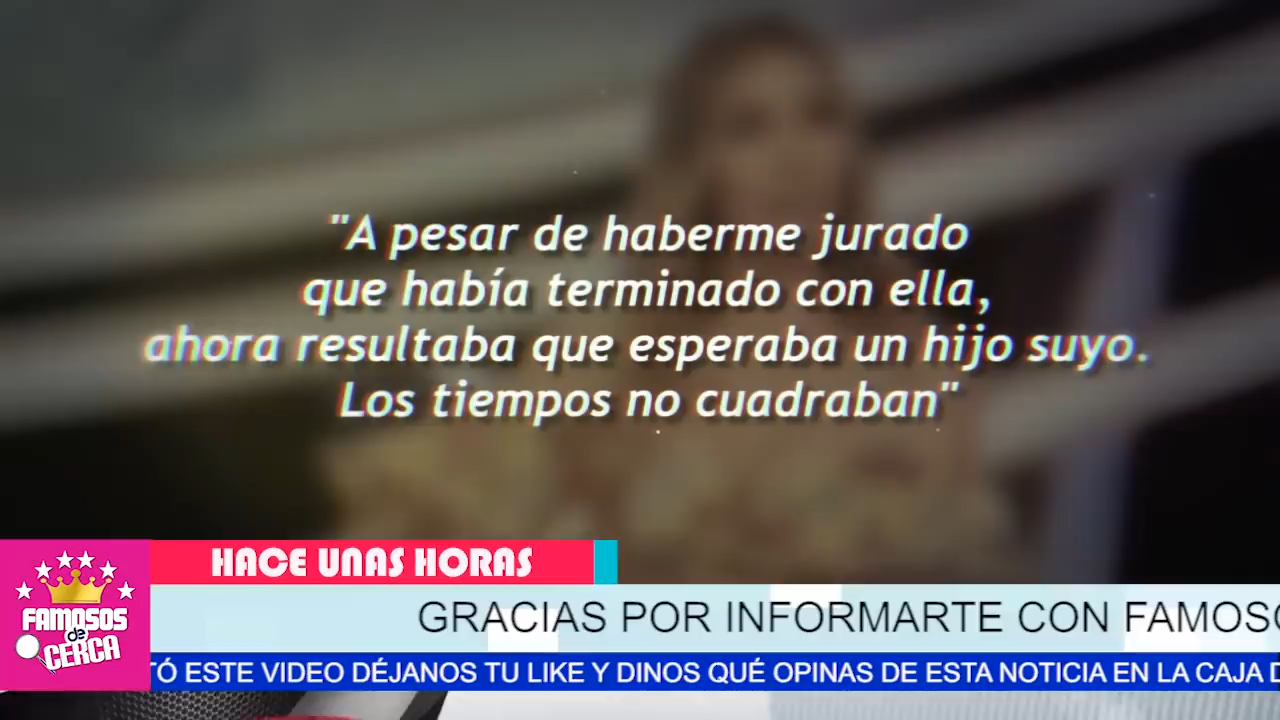 "A pesar de haberme jurado
que había terminado con ella,
ahora resultaba que esperaba un hijo suyo.
Los tiempos no cuadraban"
HACE UNAS HORAS
FAMOSOS
de
CERCA
GRACIAS POR INFORMARTE CON FAMOSO
TÓ ESTE VIDEO DÉJANOS TU LIKE Y DINOS QUÉ OPINAS DE ESTA NOTICIA EN LA CAJA D